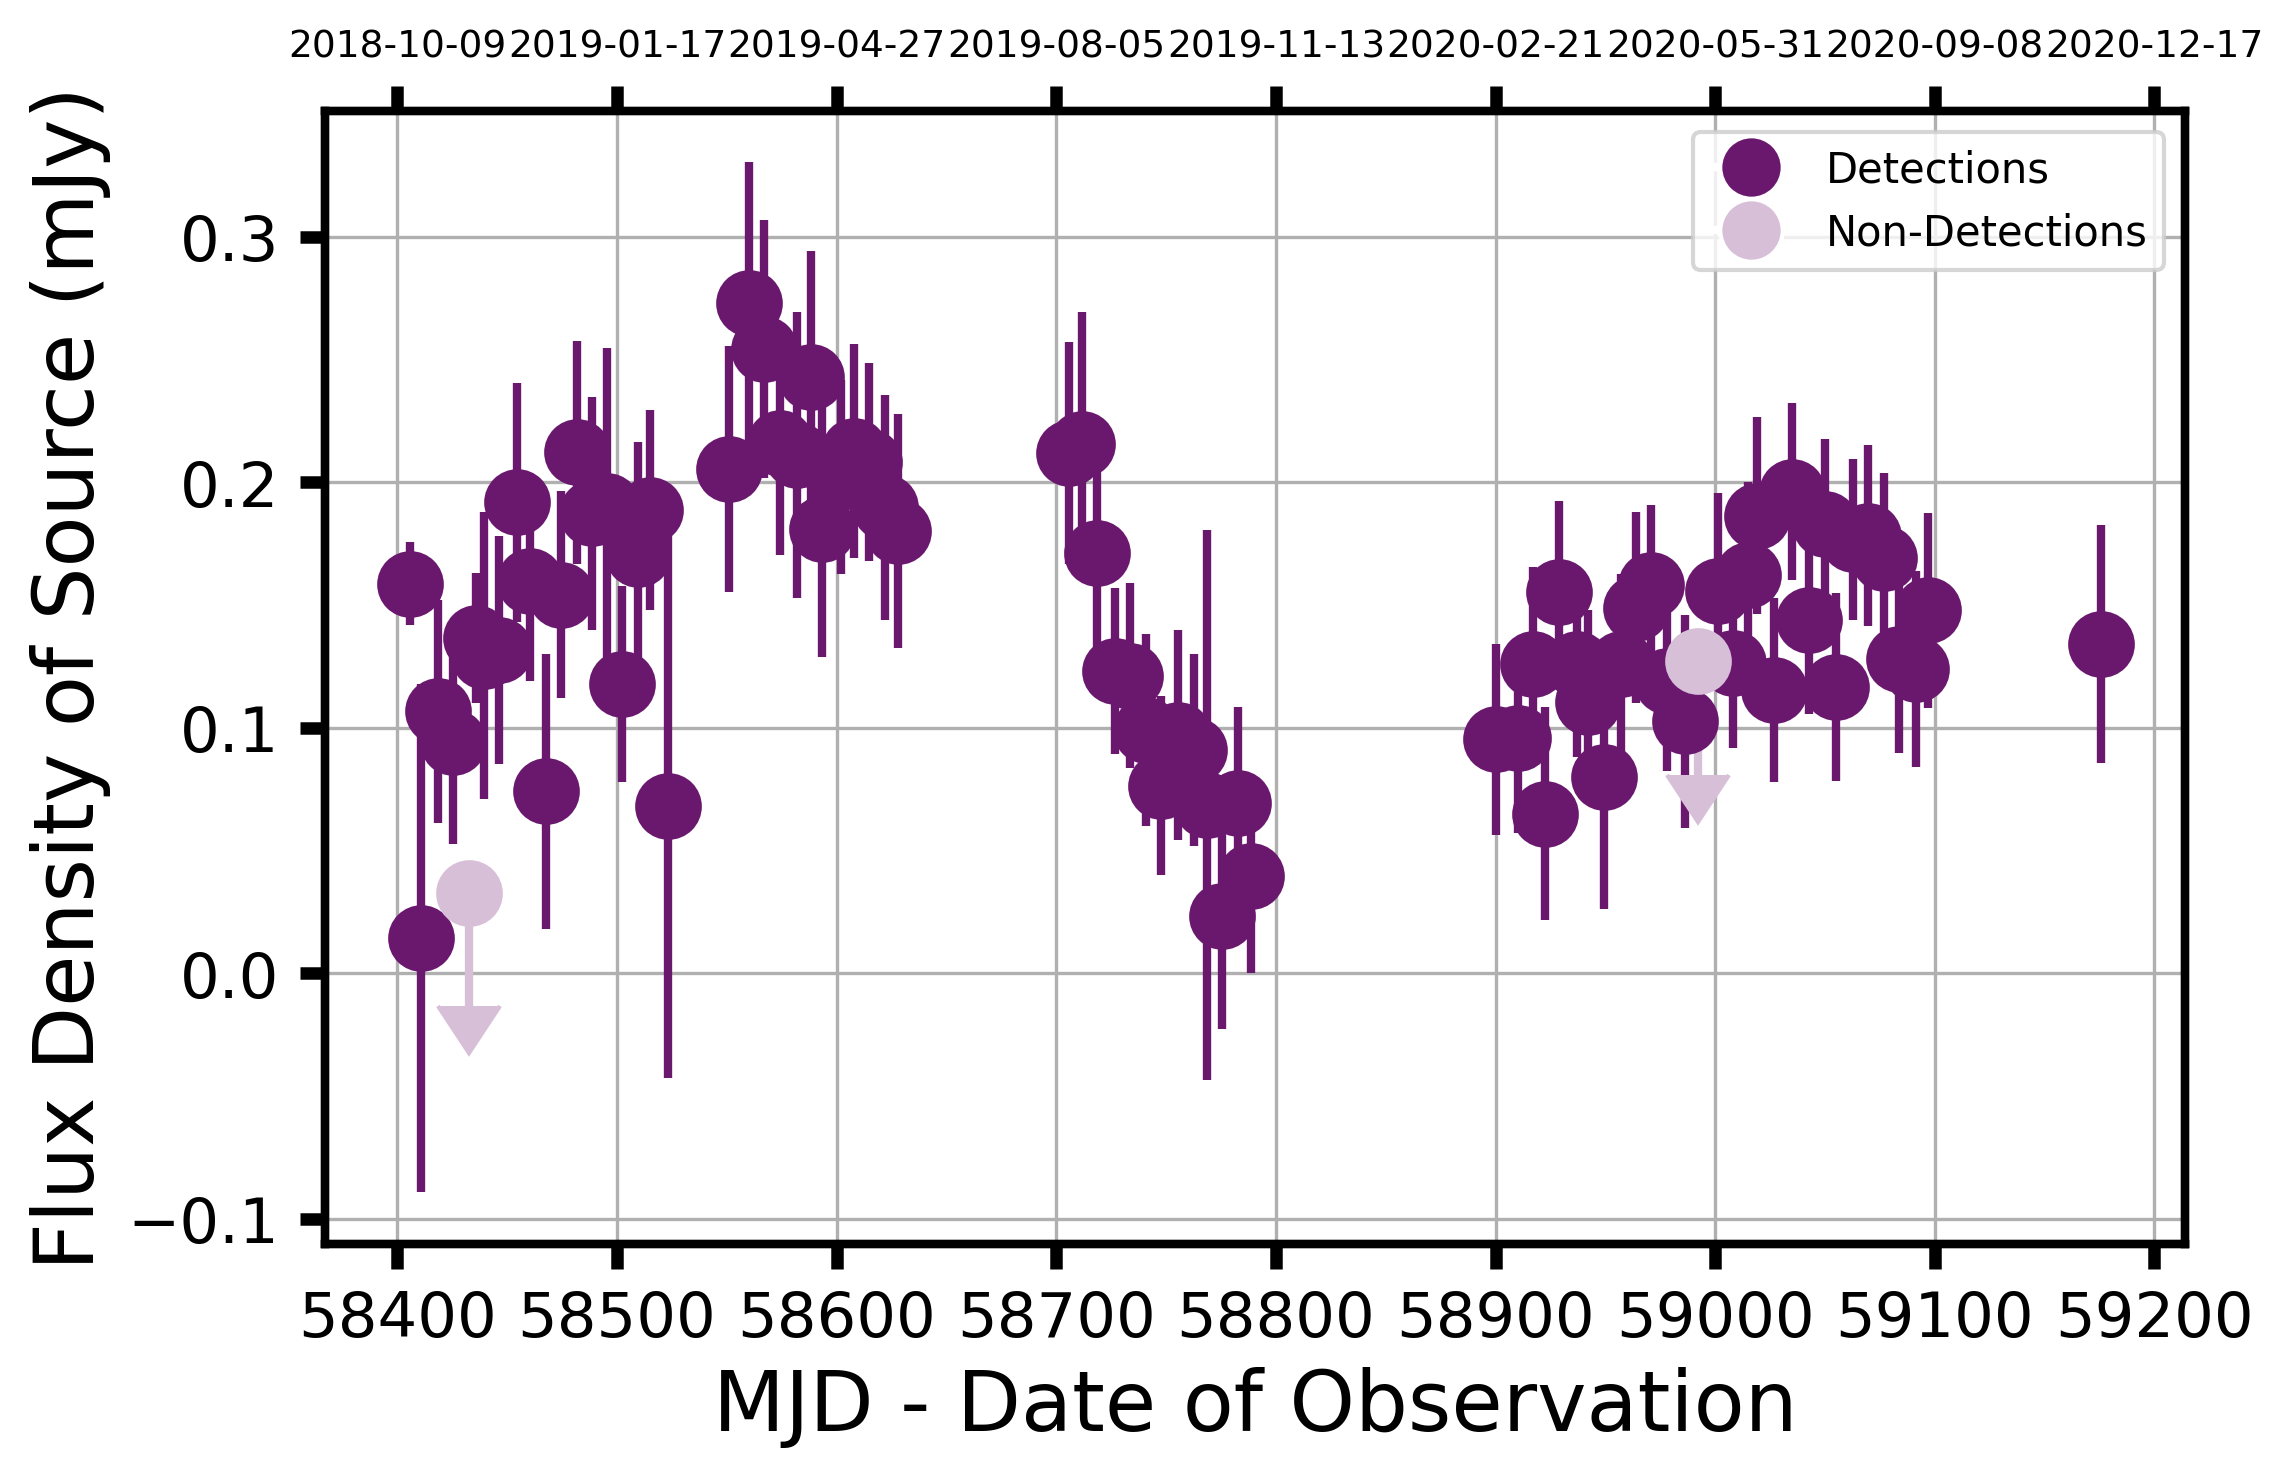 2018-10-09 2019-01-17 2019-04-27 2019-08-05 2019-11-13 2020-02-21 2020-05-31 2020-09-08 2020-12-17
Detections
Non-Detections
Flux Density of Source (mJy)
0.3
0.2
0.1
0.0
−0.1
58400 58500 58600 58700 58800 58900 59000 59100 59200
MJD - Date of Observation